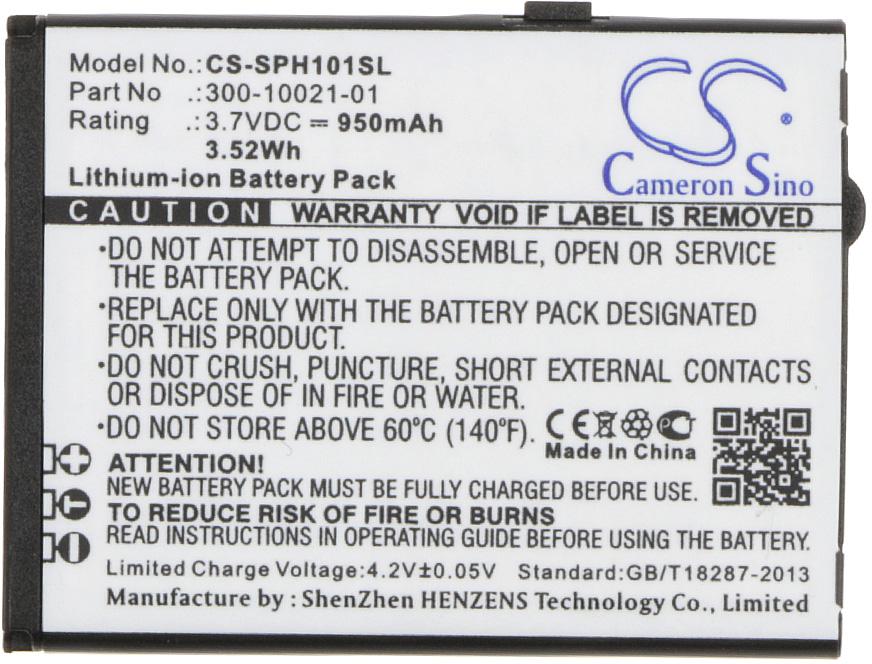 Model No.:CS-SPH101SL
Part No .:300-10021-01
Rating .:3.7VDC ⎓ 950mAh
3.52Wh
Lithium-ion Battery Pack
CS®
Cameron Sino
CAUTION WARRANTY VOID IF LABEL IS REMOVED
·DO NOT ATTEMPT TO DISASSEMBLE, OPEN OR SERVICE
THE BATTERY PACK.
·REPLACE ONLY WITH THE BATTERY PACK DESIGNATED
FOR THIS PRODUCT.
·DO NOT CRUSH, PUNCTURE, SHORT EXTERNAL CONTACTS
OR DISPOSE OF IN FIRE OR WATER.
·DO NOT STORE ABOVE 60°C (140°F).
CE PC
Made In China
ATTENTION!
NEW BATTERY PACK MUST BE FULLY CHARGED BEFORE USE.
TO REDUCE RISK OF FIRE OR BURNS
READ INSTRUCTIONS IN OPERATING GUIDE BEFORE USING THE BATTERY.
Limited Charge Voltage:4.2V±0.05V Standard:GB/T18287-2013
Manufacture by : ShenZhen HENZENS Technology Co., Limited